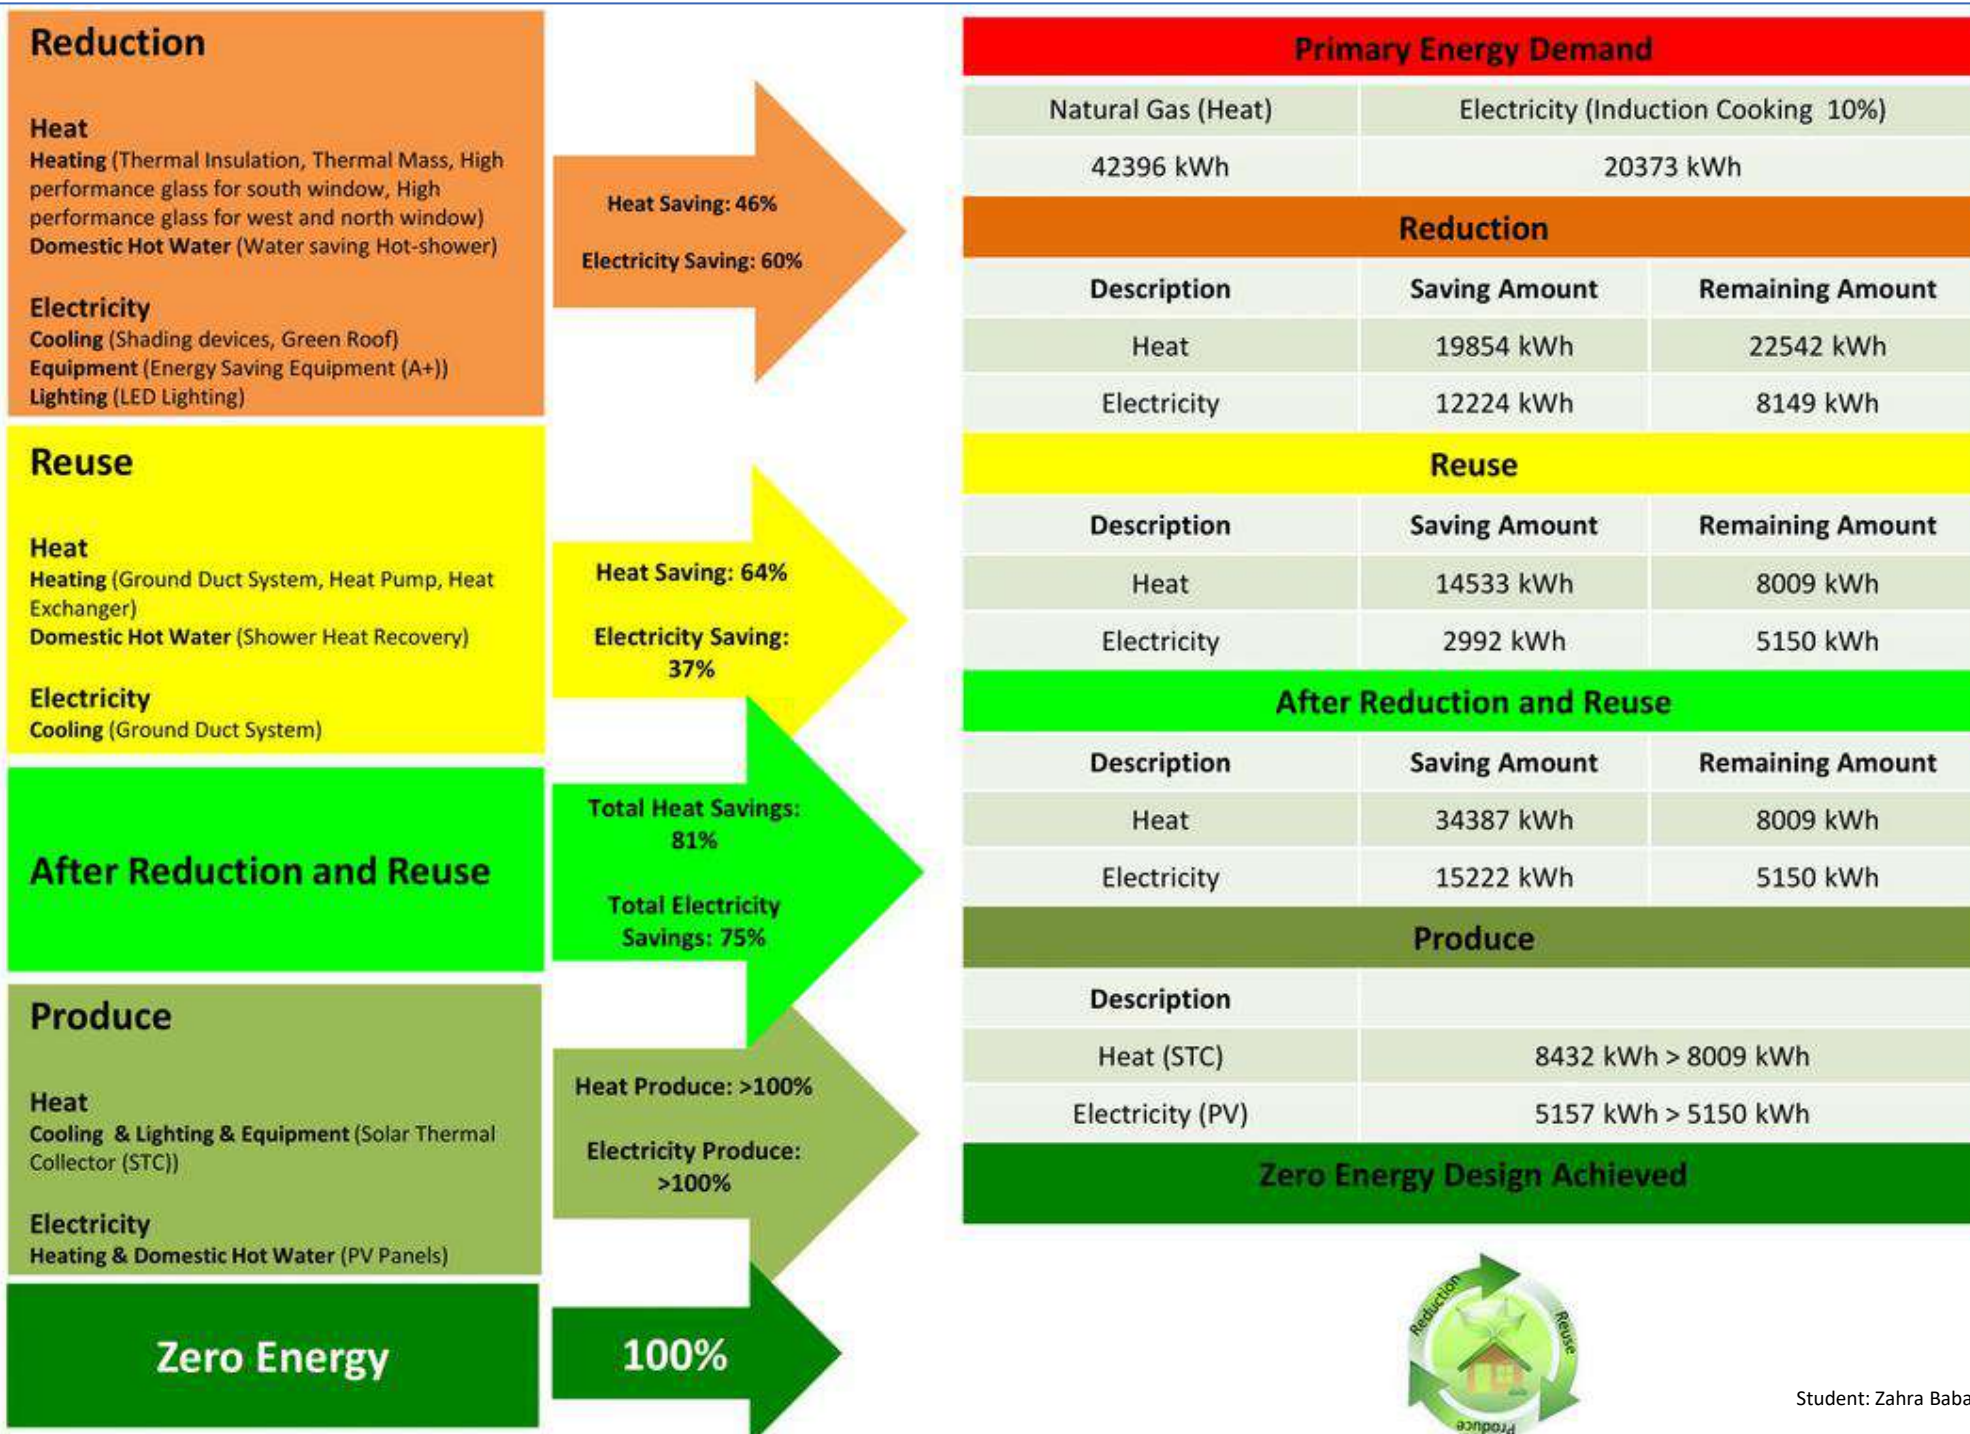 Reduction
Heat
Heating (Thermal Insulation, Thermal Mass, High
performance glass for south window, High
performance glass for west and north window)
Domestic Hot Water (Water saving Hot-shower)
Electricity
Cooling (Shading devices, Green Roof)
Equipment (Energy Saving Equipment (A+))
Lighting (LED Lighting)
Heat Saving: 46%
Electricity Saving: 60%
Reuse
Heat
Heating (Ground Duct System, Heat Pump, Heat
Exchanger)
Domestic Hot Water (Shower Heat Recovery)
Electricity
Cooling (Ground Duct System)
Heat Saving: 64%
Electricity Saving:
37%
After Reduction and Reuse
Total Heat Savings:
81%
Total Electricity
Savings: 75%
Produce
Heat
Cooling & Lighting & Equipment (Solar Thermal
Collector (STC))
Electricity
Heating & Domestic Hot Water (PV Panels)
Heat Produce: >100%
Electricity Produce:
>100%
Zero Energy
100%
Primary Energy Demand
Natural Gas (Heat) Electricity (Induction Cooking 10%)
42396 kWh 20373 kWh
Reduction
Description Saving Amount Remaining Amount
Heat 19854 kWh 22542 kWh
Electricity 12224 kWh 8149 kWh
Reuse
Description Saving Amount Remaining Amount
Heat 14533 kWh 8009 kWh
Electricity 2992 kWh 5150 kWh
After Reduction and Reuse
Description Saving Amount Remaining Amount
Heat 34387 kWh 8009 kWh
Electricity 15222 kWh 5150 kWh
Produce
Description
Heat (STC) 8432 kWh > 8009 kWh
Electricity (PV) 5157 kWh > 5150 kWh
Zero Energy Design Achieved
Reduction
Reuse
Produce
Student: Zahra Baba